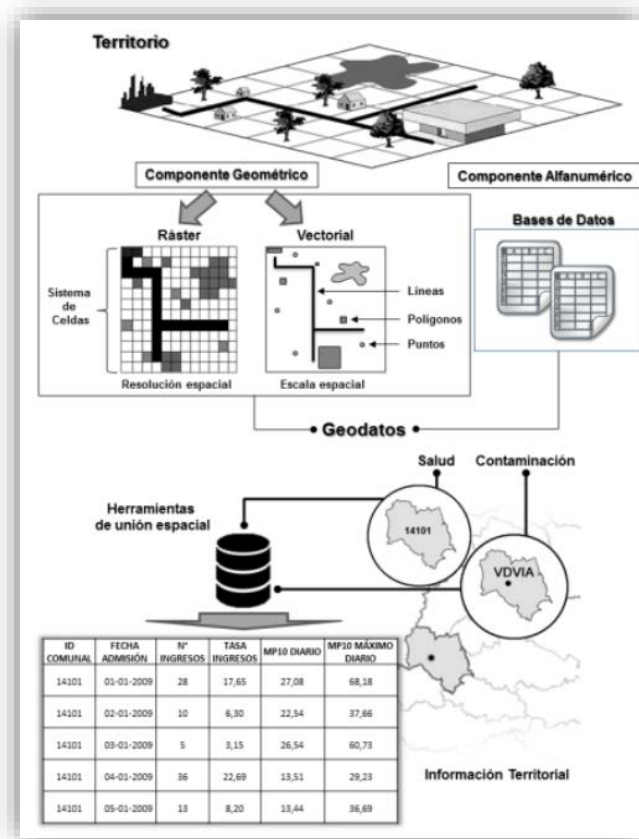 Territorio
Componente Geométrico
Componente Alfanumérico
Ráster
Vectorial
Bases de Datos
Sistema
de
Celdas
Líneas
Polígonos
Puntos
Resolución espacial
Escala espacial
Geodatos
Salud
Contaminación
Herramientas
de unión espacial
14101
VDVIA
ID COMUNAL FECHA ADMISIÓN N° INGRESOS TASA INGRESOS MP10 DIARIO MP10 MÁXIMO DIARIO
14101 01-01-2009 28 17,65 27,08 68,18
14101 02-01-2009 10 6,30 22,54 37,66
14101 03-01-2009 5 3,15 26,54 60,73
14101 04-01-2009 36 22,69 13,51 29,23
14101 05-01-2009 13 8,20 13,44 36,69
Información Territorial